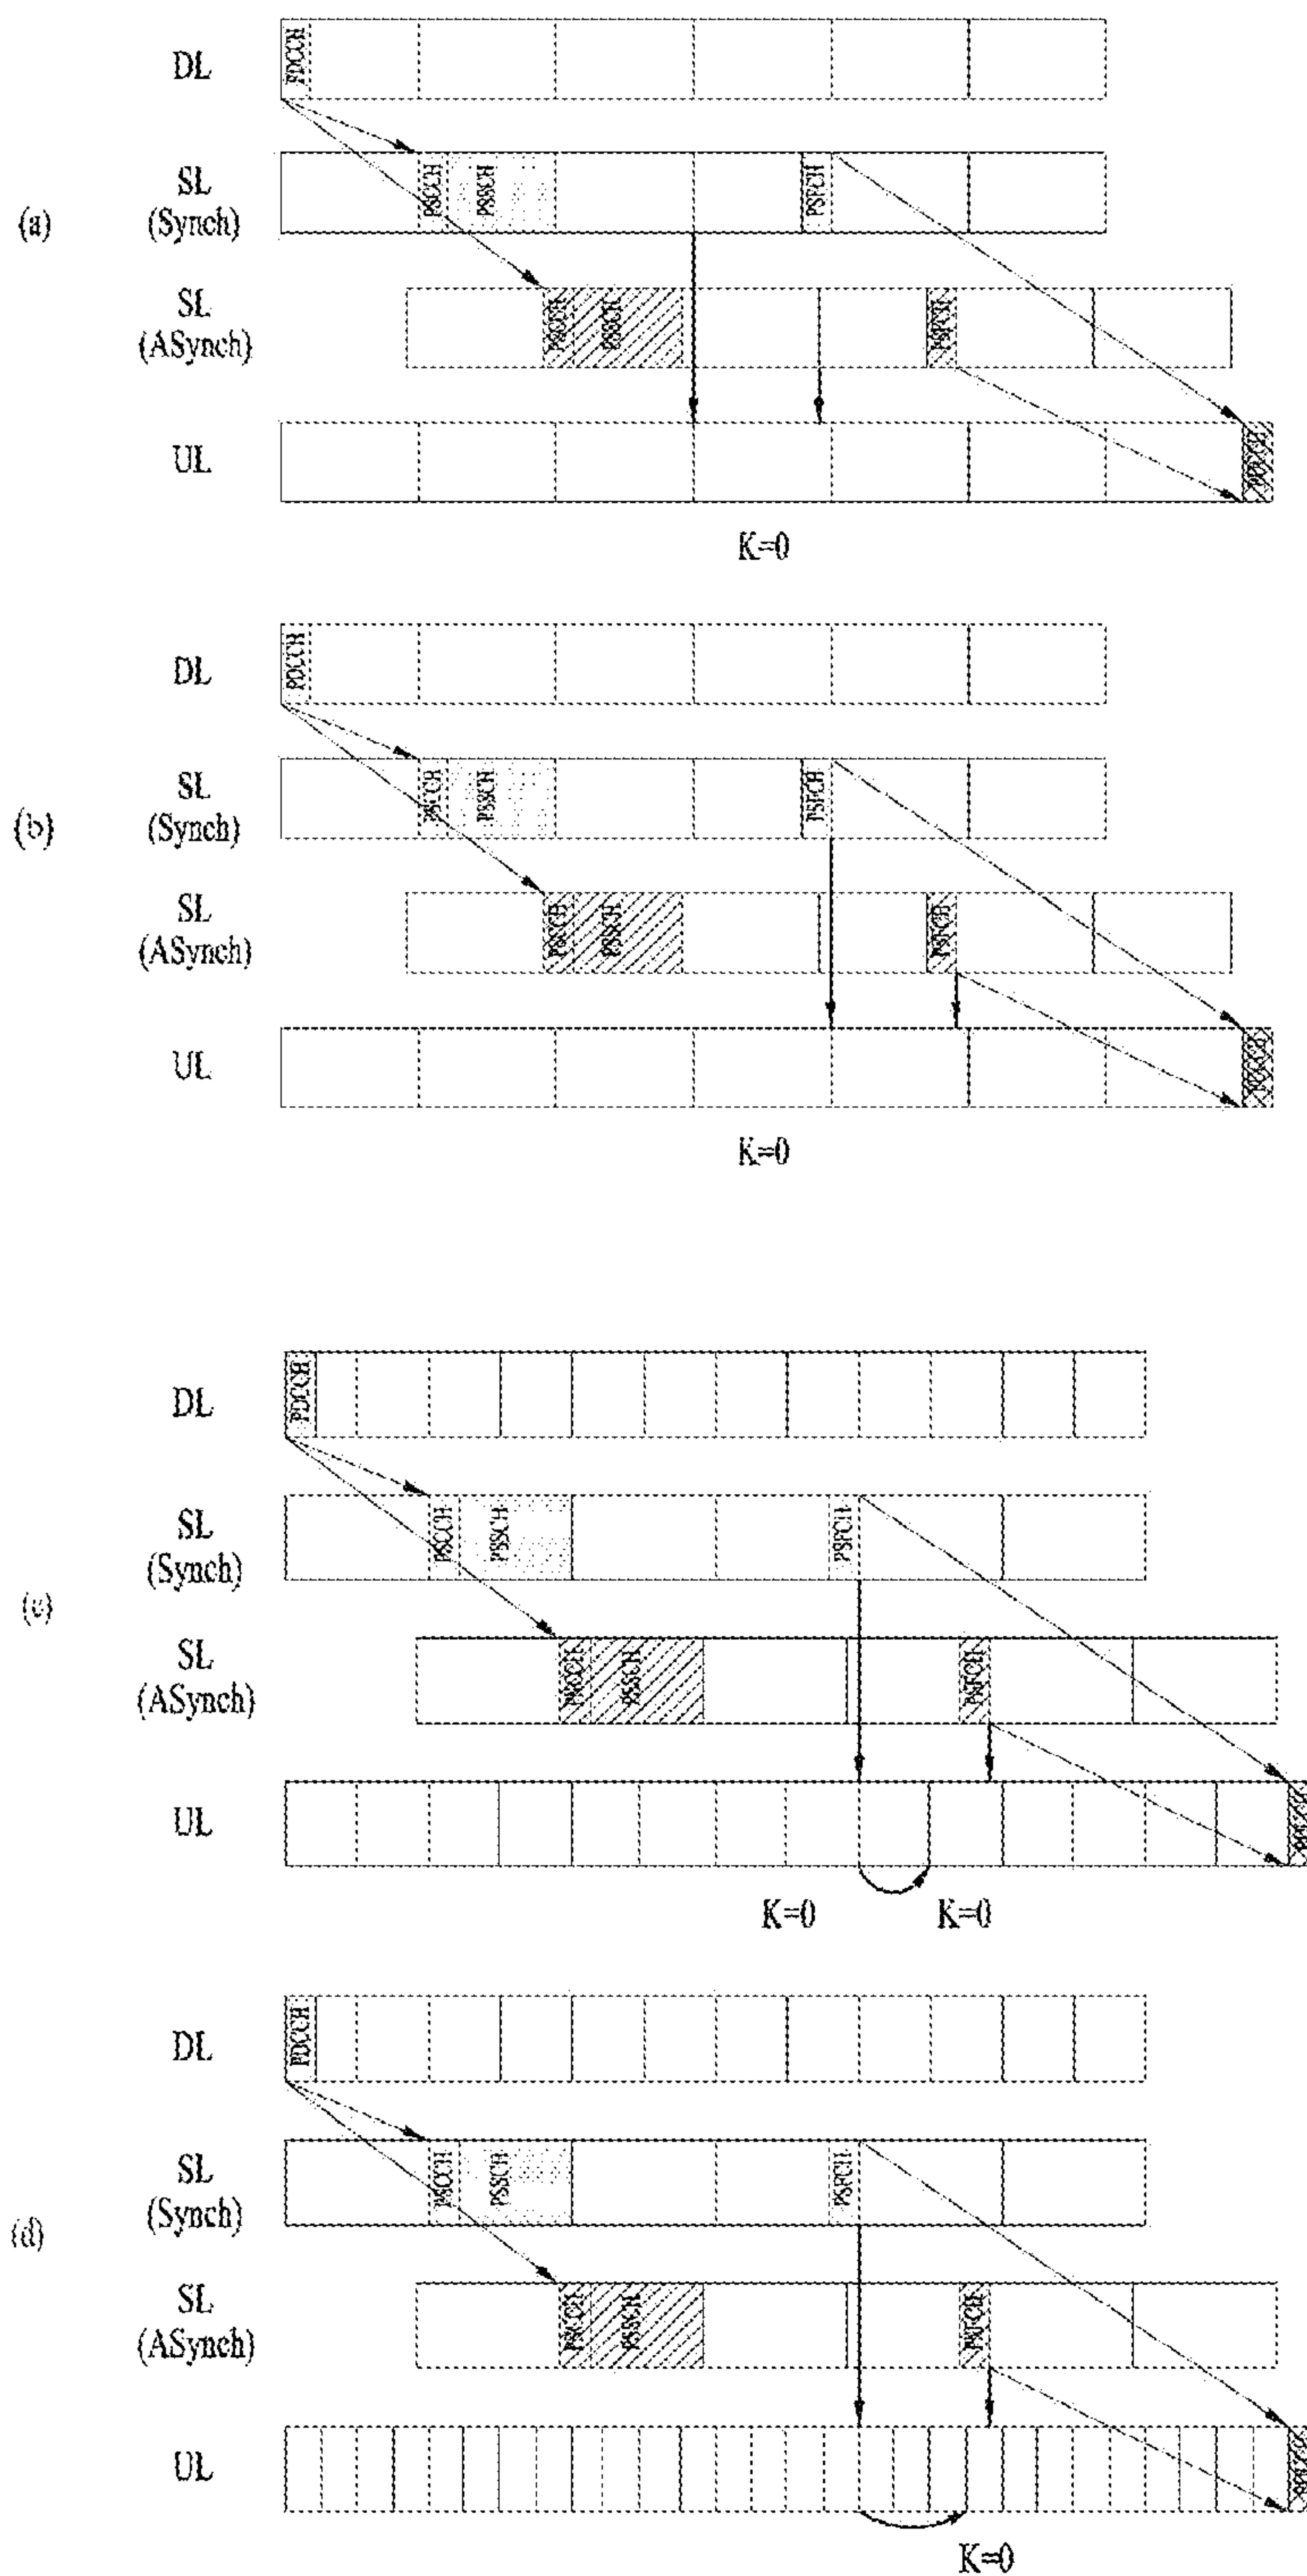 DL
PDCCH
(a)
SL
(Synch)
PSCCH
PSSCH
PSFCH
SL
(ASynch)
PSCCH
PSSCH
PSFCH
UL
PUCCH
K=0
DL
PDCCH
(b)
SL
(Synch)
PSCCH
PSSCH
PSFCH
SL
(ASynch)
PSCCH
PSSCH
PSFCH
UL
PUCCH
K=0
DL
PDCCH
(c)
SL
(Synch)
PSCCH
PSSCH
PSFCH
SL
(ASynch)
PSCCH
PSSCH
PSFCH
UL
K=0
K=0
DL
PDCCH
(d)
SL
(Synch)
PSCCH
PSSCH
PSFCH
SL
(ASynch)
PSCCH
PSSCH
PSFCH
UL
K=0